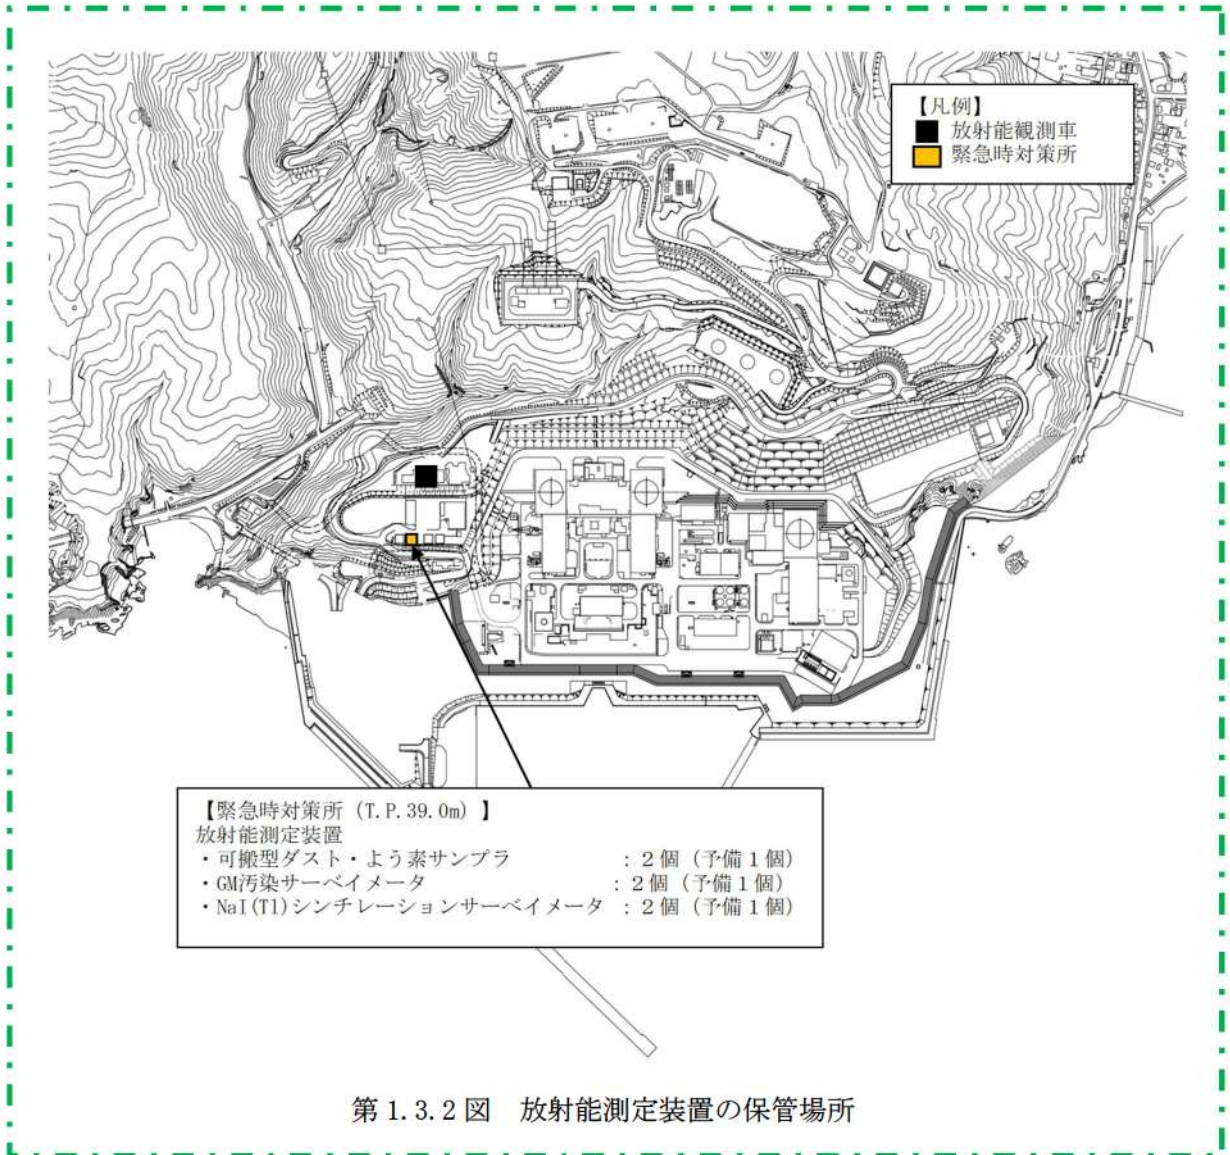 【凡例】
放射能観測車
緊急時対策所
【緊急時対策所（T.P.39.0m）】
放射能測定装置
・可搬型ダスト・よう素サンプラ ：２個（予備１個）
・GM汚染サーベイメータ ：２個（予備１個）
・NaI(Tl)シンチレーションサーベイメータ ：２個（予備１個）
第 1.3.2 図 放射能測定装置の保管場所